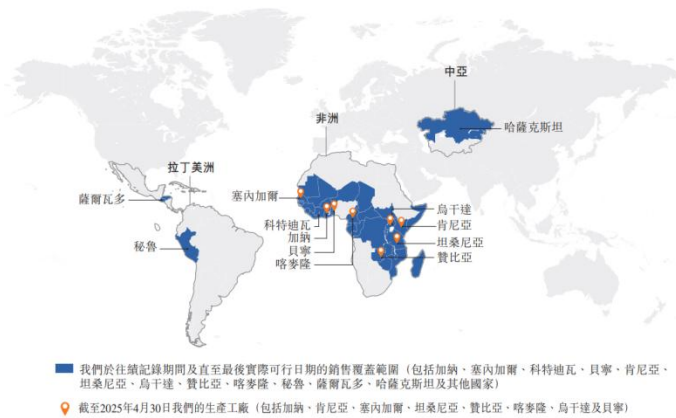 中亞
哈薩克斯坦
非洲
拉丁美洲
薩爾瓦多
塞內加爾
烏干達
科特迪瓦
肯尼亞
加納
坦桑尼亞
秘魯
貝寧
贊比亞
喀麥隆
我們於往績記錄期間及直至最後實際可行日期的銷售覆蓋範圍（包括加納、塞內加爾、科特迪瓦、貝寧、肯尼亞、
坦桑尼亞、烏干達、贊比亞、喀麥隆、秘魯、薩爾瓦多、哈薩克斯坦及其他國家）
截至2025年4月30日我們的生產工廠（包括加納、肯尼亞、塞內加爾、坦桑尼亞、贊比亞、喀麥隆、烏干達及貝寧）